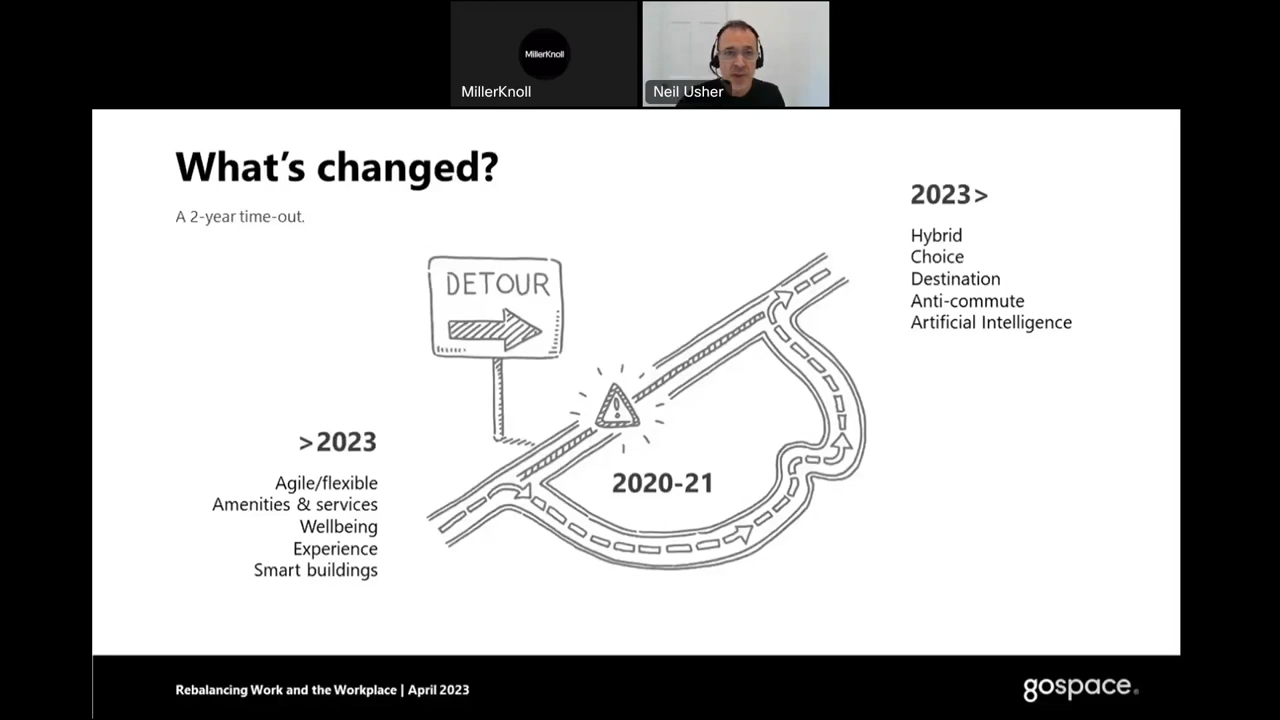 MillerKnoll
MillerKnoll
Neil Usher
What's changed?
A 2-year time-out.
2023>
Hybrid
Choice
Destination
Anti-commute
Artificial Intelligence
DETOUR
>2023
Agile/flexible
Amenities & services
Wellbeing
Experience
Smart buildings
2020-21
Rebalancing Work and the Workplace | April 2023
gospace®